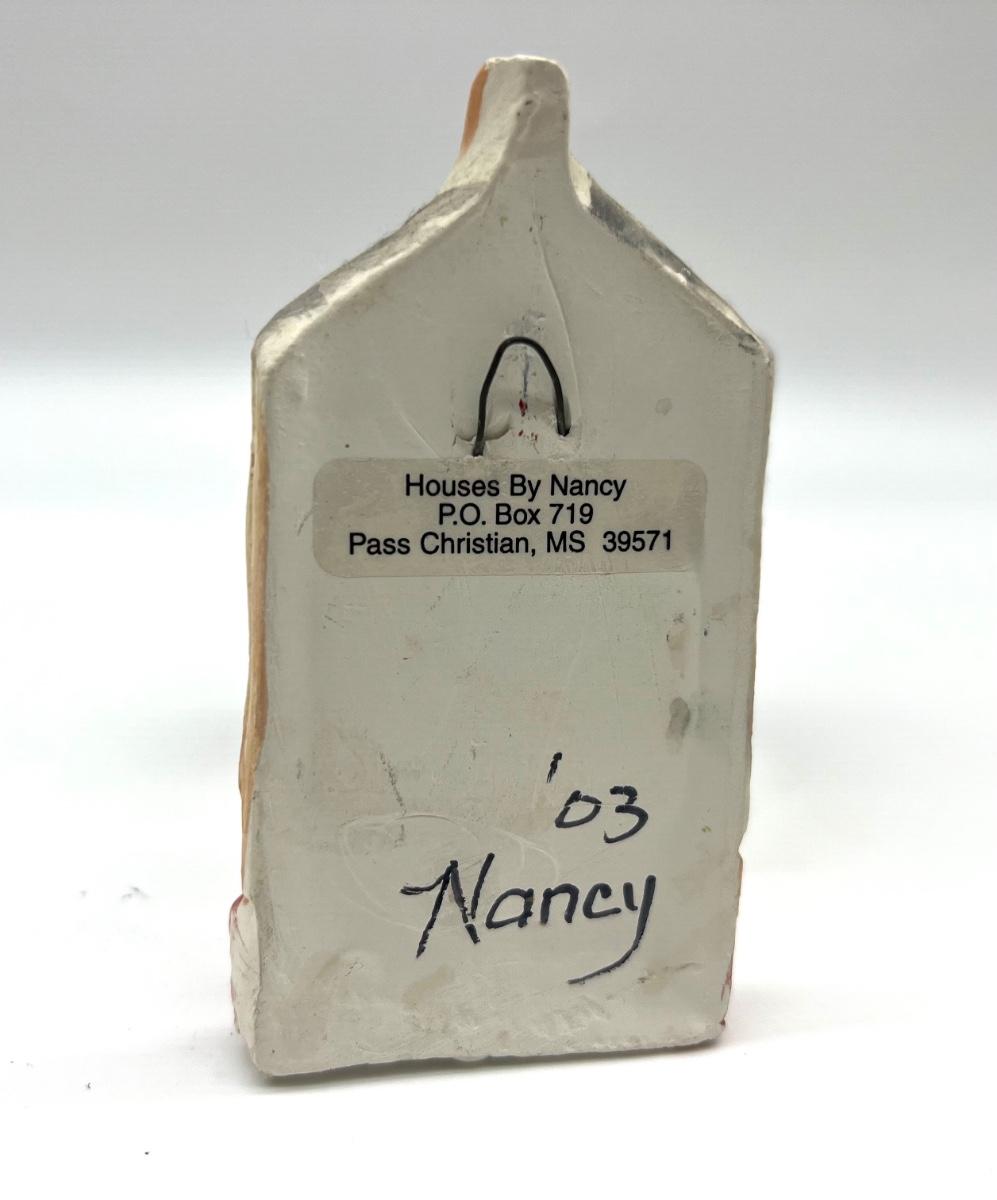 Houses By Nancy
P.O. Box 719
Pass Christian, MS 39571
'03
Nancy